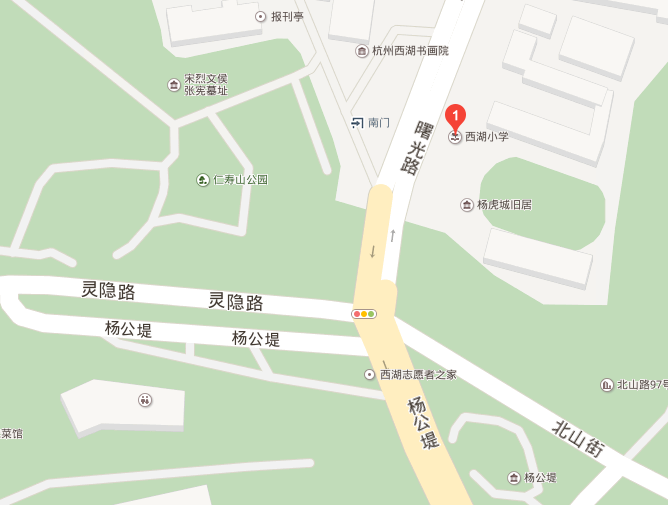 报刊亭
杭州西湖书画院
宋烈文侯
张宪墓址
南门
1
西湖小学
曙光路
仁寿山公园
杨虎城旧居
灵隐路
灵隐路
杨公堤
杨公堤
西湖志愿者之家
北山路97号
杨公堤
北山街
菜馆
杨公堤